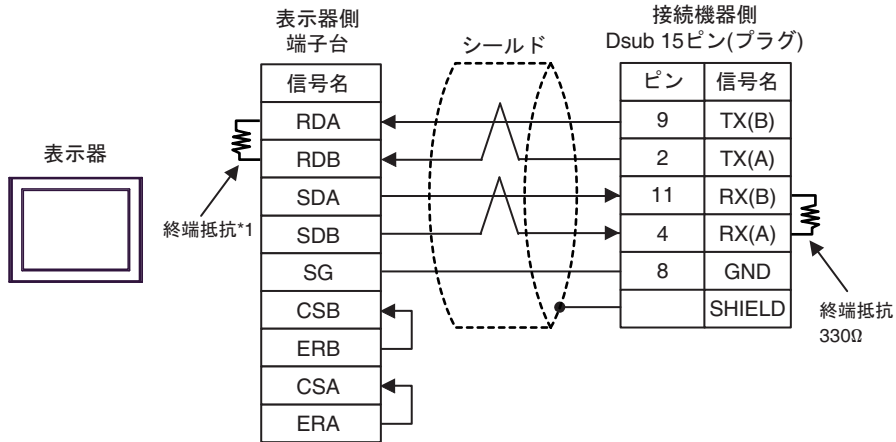 表示器側
端子台
シールド
接続機器側
Dsub 15ピン(プラグ)
信号名
ピン 信号名
RDA 9 TX(B)
RDB 2 TX(A)
表示器
SDA 11 RX(B)
終端抵抗*1
SDB 4 RX(A)
SG 8 GND
CSB SHIELD
終端抵抗
330Ω
ERB
CSA
ERA